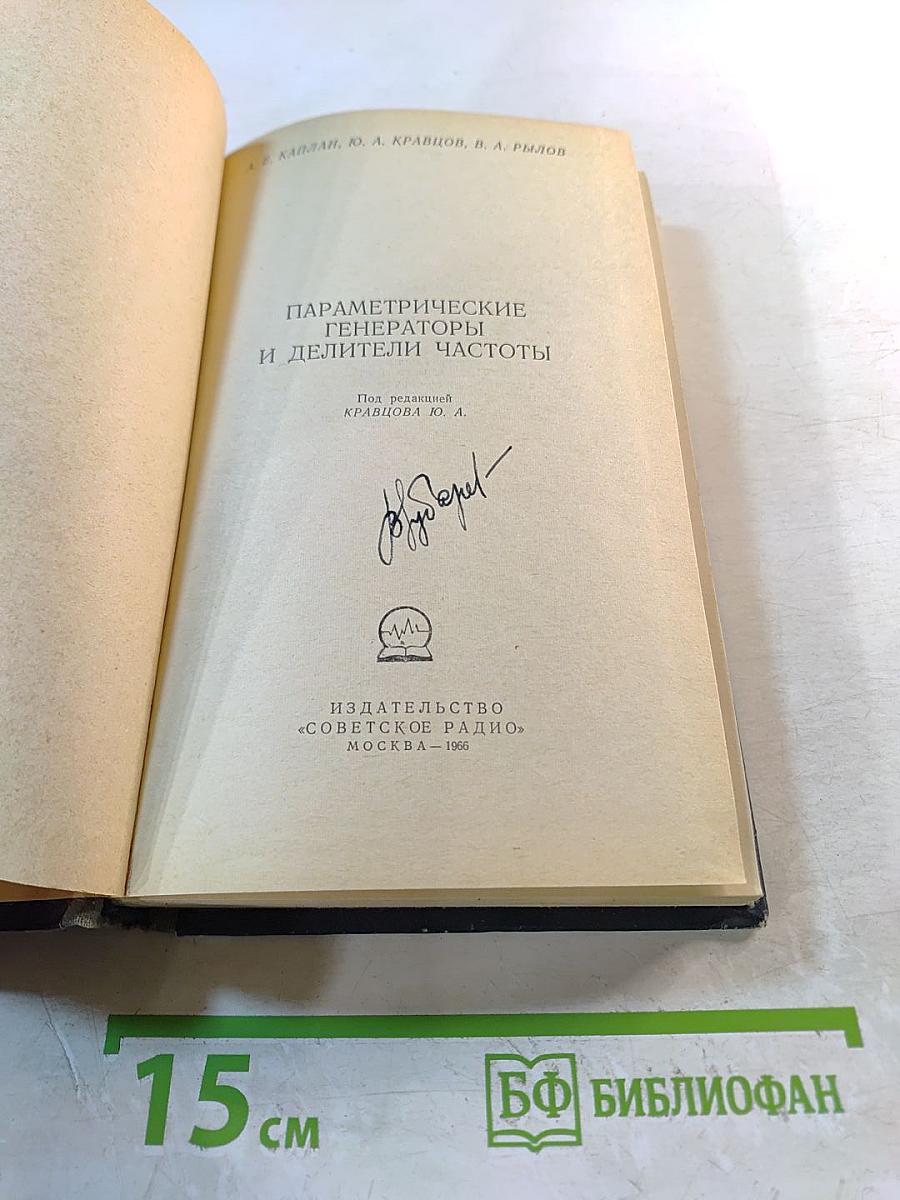 А. Е. КАПЛАН, Ю. А. КРАВЦОВ, В. А. РЫЛОВ
ПАРАМЕТРИЧЕСКИЕ
ГЕНЕРАТОРЫ
И ДЕЛИТЕЛИ ЧАСТОТЫ
Под редакцией
КРАВЦОВА Ю. А.
ИЗДАТЕЛЬСТВО
«СОВЕТСКОЕ РАДИО»
МОСКВА — 1966
15 см
БФ БИБЛИОФАН